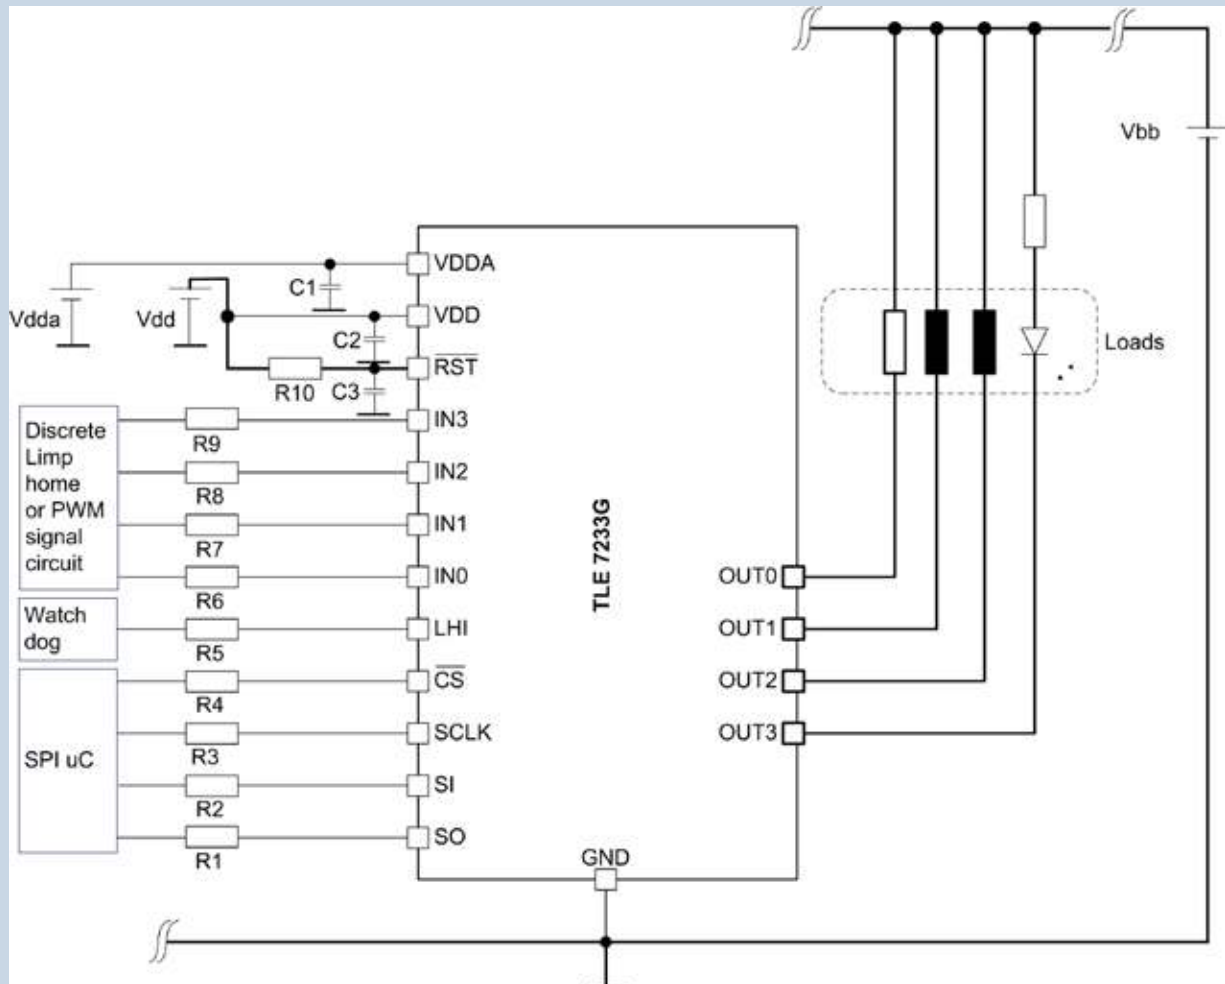 Vbb
VDDA
C1
Vdda
Vdd
VDD
C2
RST
R10
C3
Loads
IN3
R9
Discrete
Limp
home
or PWM
signal
circuit
IN2
R8
IN1
R7
IN0
R6
TLE 7233G
OUT0
Watch
dog
LHI
R5
OUT1
CS
R4
OUT2
SPI uC
SCLK
R3
OUT3
SI
R2
SO
R1
GND